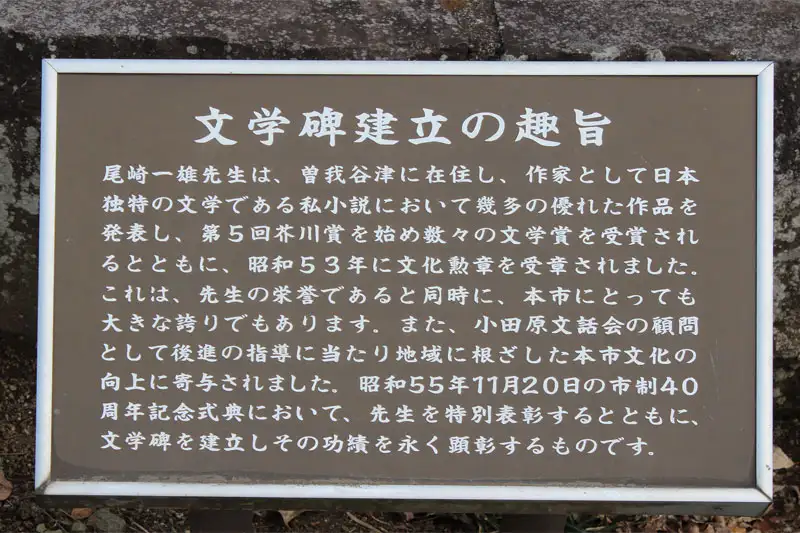 文学碑建立の趣旨
尾崎一雄先生は、曽我谷津に在住し、作家として日本
独特の文学である私小説において幾多の優れた作品を
発表し、第5回芥川賞を始め数々の文学賞を受賞され
るとともに、昭和53年に文化勲章を受章されました。
これは、先生の栄誉であると同時に、本市にとっても
大きな誇りでもあります。また、小田原文話会の顧問
として後進の指導に当たり地域に根ざした本市文化の
向上に寄与されました。昭和55年11月20日の市制40
周年記念式典において、先生を特別表彰するとともに、
文学碑を建立しその功績を永く顕彰するものです。